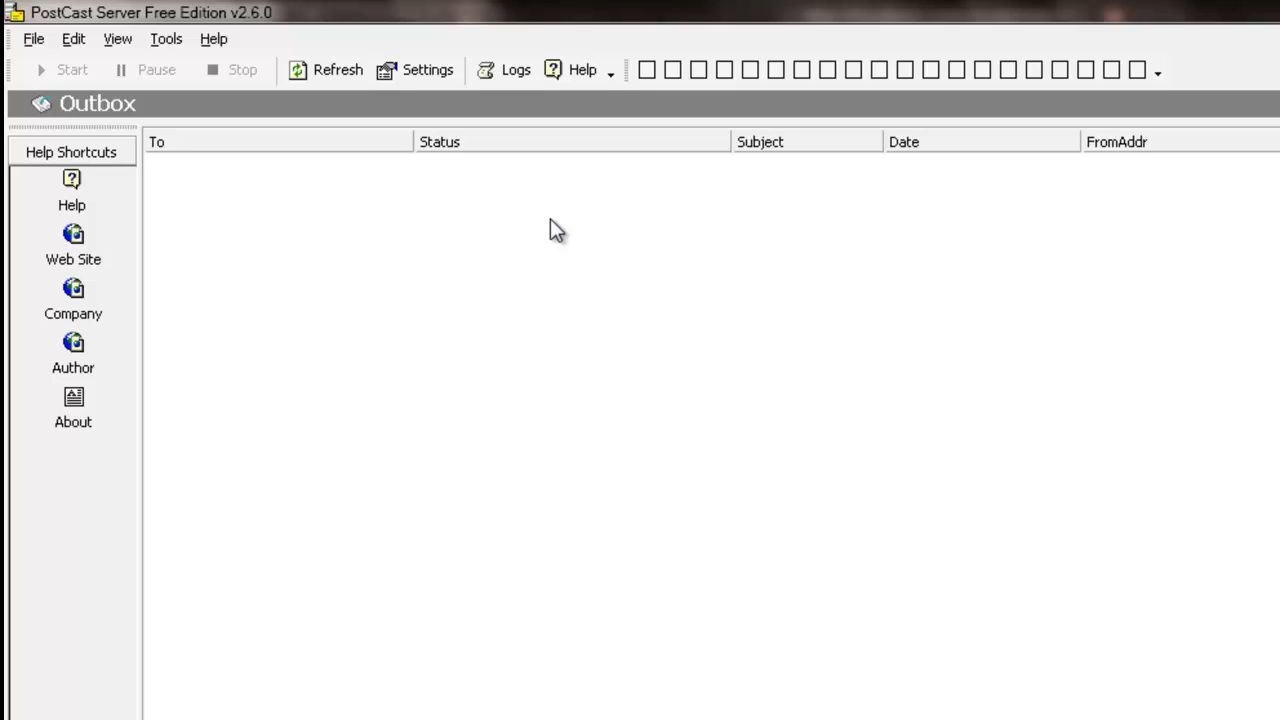 PostCast Server Free Edition v2.6.0
File Edit View Tools Help
Start Pause Stop Refresh Settings Logs Help
Outbox
Help Shortcuts
To Status Subject Date FromAddr
Help
Web Site
Company
Author
About